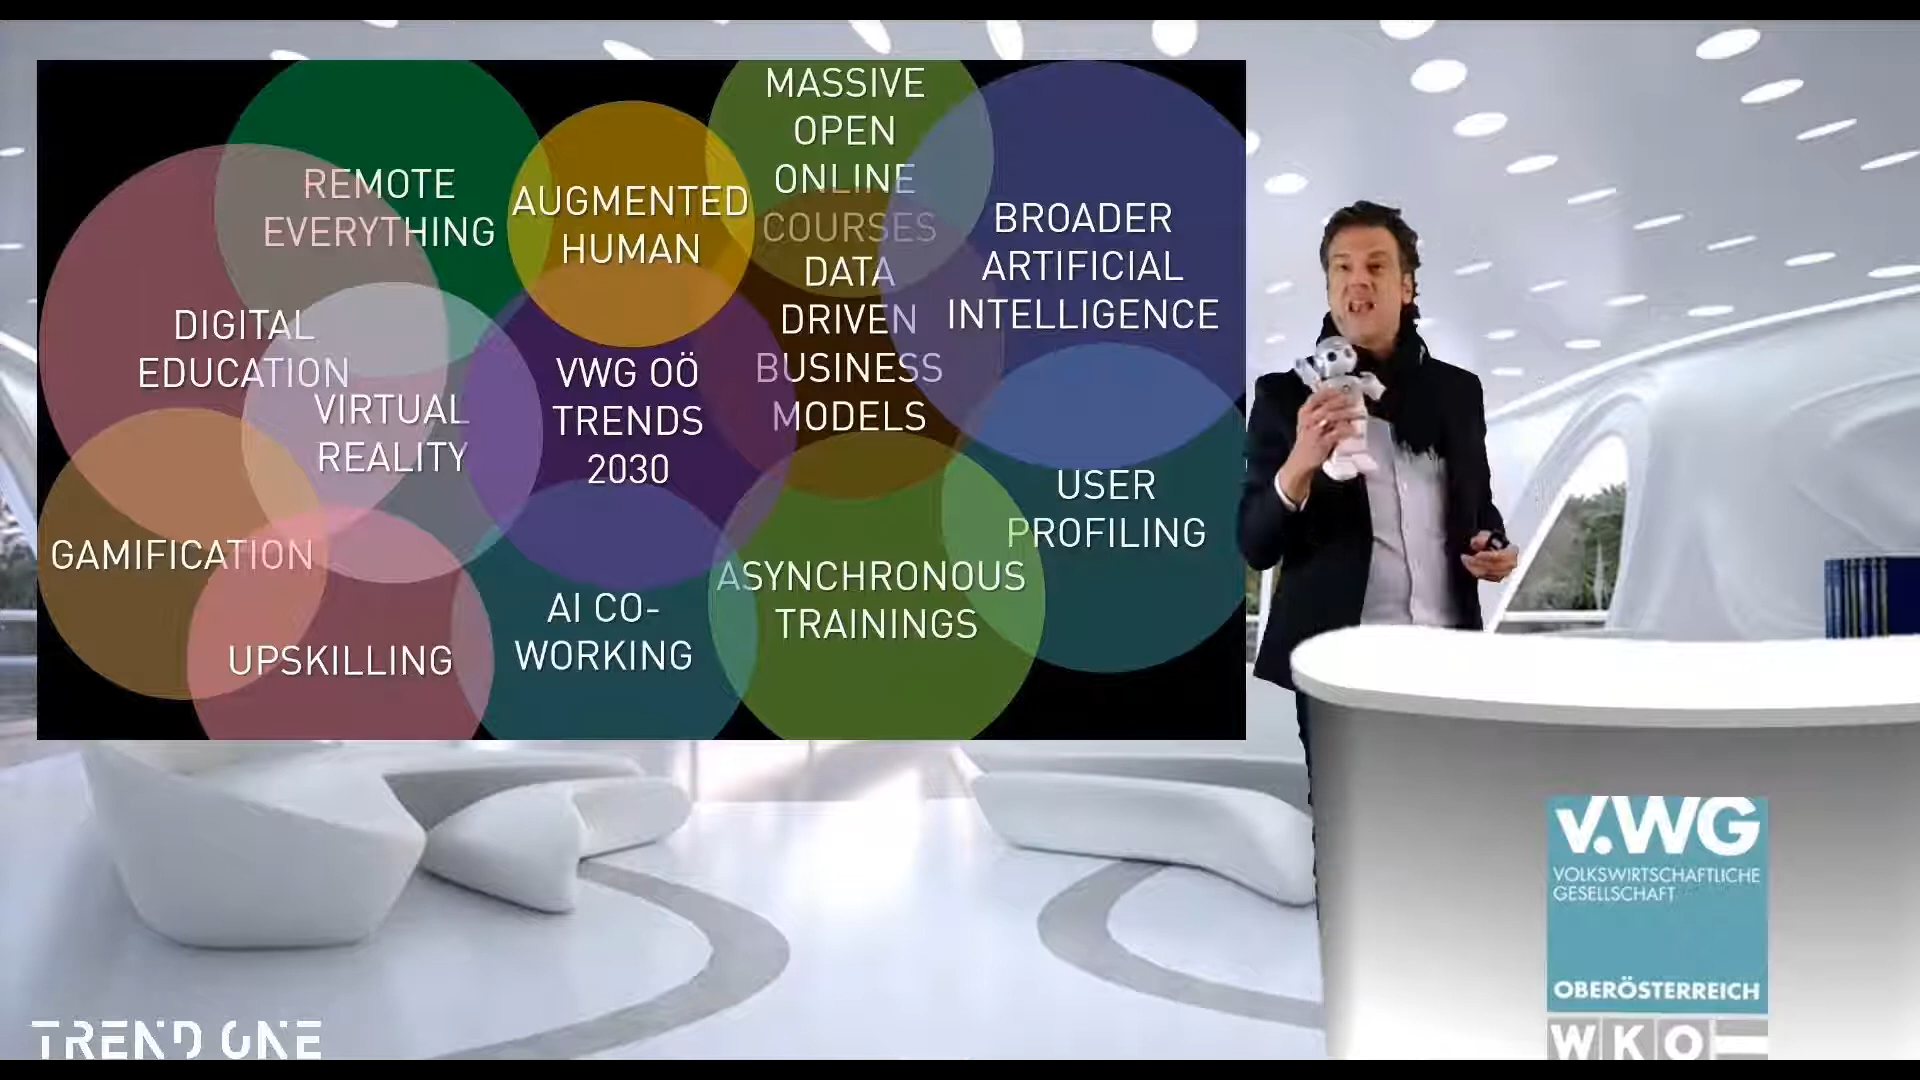 REMOTE
EVERYTHING
AUGMENTED
HUMAN
MASSIVE
OPEN
ONLINE
COURSES
BROADER
ARTIFICIAL
INTELLIGENCE
DIGITAL
EDUCATION
VIRTUAL
REALITY
VWG OÖ
TRENDS
2030
DATA
DRIVEN
BUSINESS
MODELS
USER
PROFILING
GAMIFICATION
UPSKILLING
AI CO-
WORKING
ASYNCHRONOUS
TRAININGS
v.WG
VOLKSWIRTSCHAFTLICHE
GESELLSCHAFT
OBERÖSTERREICH
WKO
TREND ONE